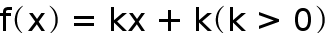 f(x) = kx + k(k > 0)